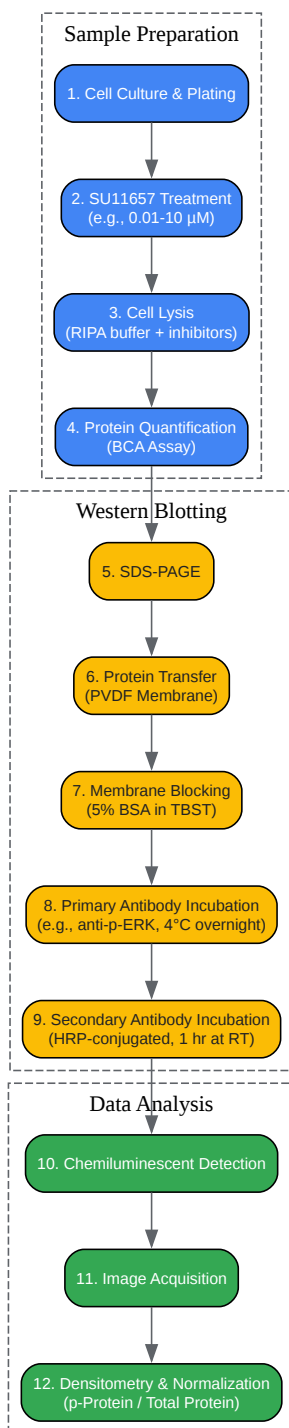 Sample Preparation
1. Cell Culture & Plating
2. SU11657 Treatment
(e.g., 0.01-10 µM)
3. Cell Lysis
(RIPA buffer + inhibitors)
4. Protein Quantification
(BCA Assay)
Western Blotting
5. SDS-PAGE
6. Protein Transfer
(PVDF Membrane)
7. Membrane Blocking
(5% BSA in TBST)
8. Primary Antibody Incubation
(e.g., anti-p-ERK, 4°C overnight)
9. Secondary Antibody Incubation
(HRP-conjugated, 1 hr at RT)
Data Analysis
10. Chemiluminescent Detection
11. Image Acquisition
12. Densitometry & Normalization
(p-Protein / Total Protein)